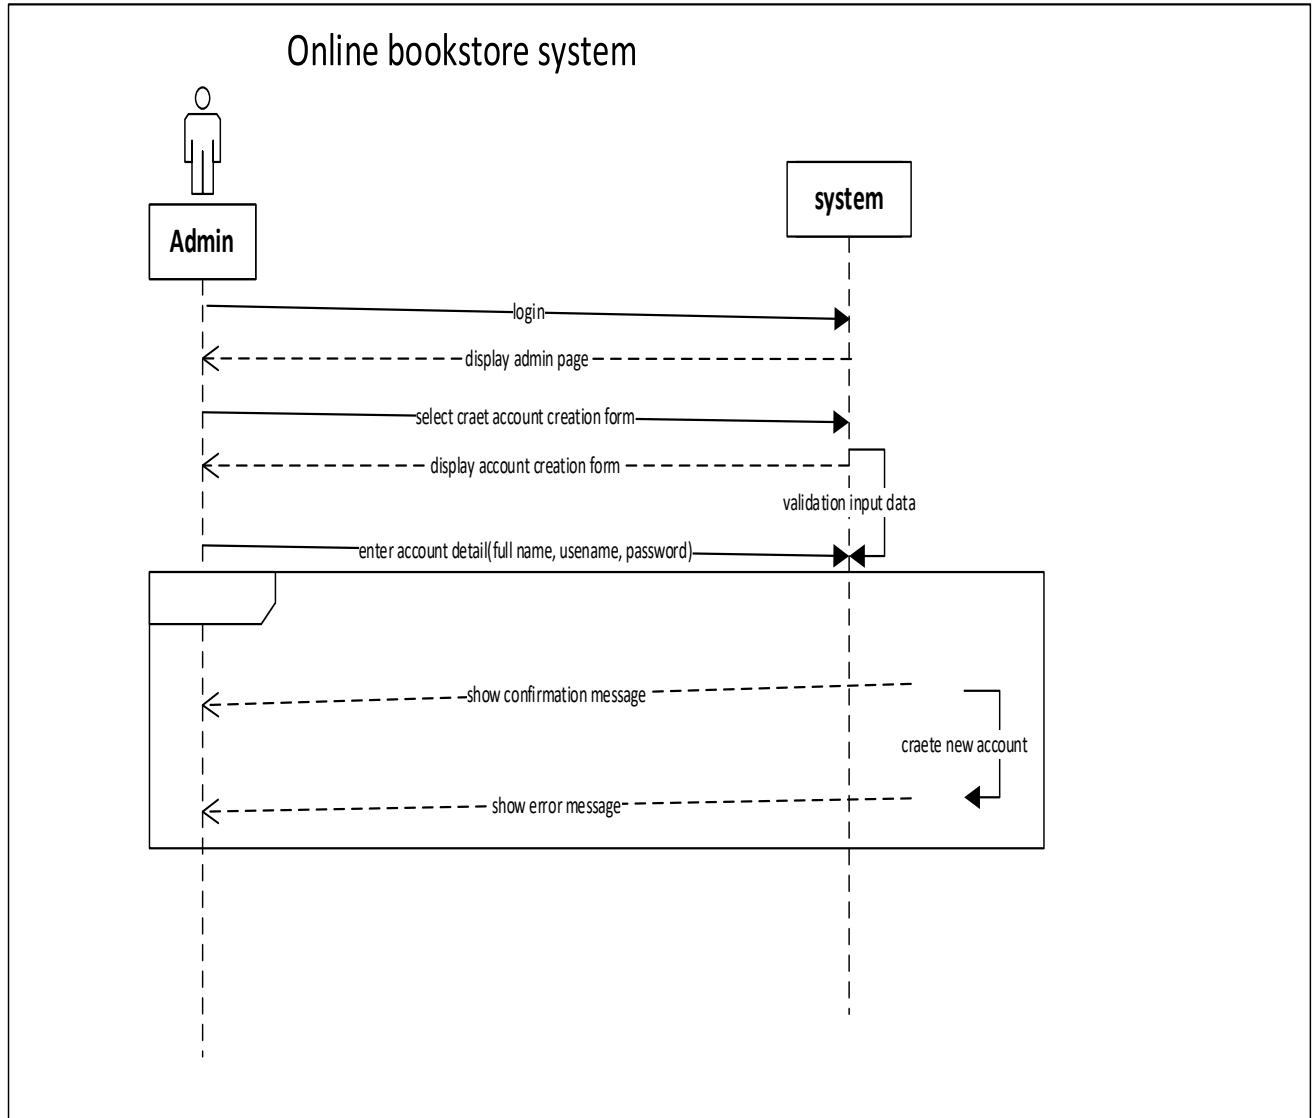 Online bookstore system
system
Admin
login
display admin page
select craet account creation form
display account creation form
validation input data
enter account detail(full name, usename, password)
show confirmation message
craete new account
show error message